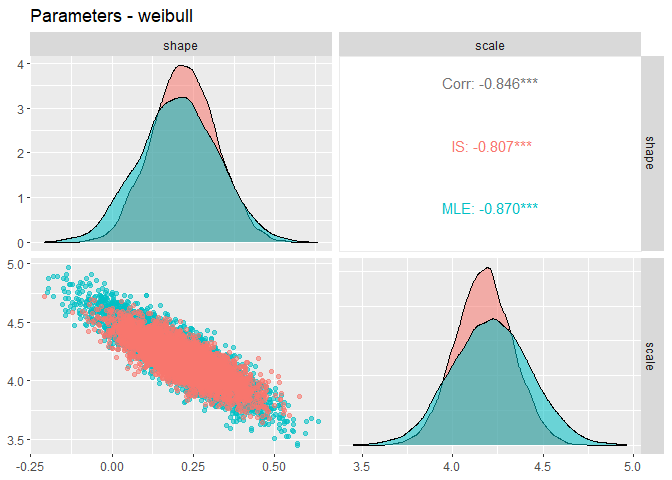 Parameters - weibull
shape
scale
4
3
2
1
0
Corr: -0.846***
IS: -0.807***
MLE: -0.870***
shape
5.0
4.5
4.0
3.5
scale
-0.25
0.00
0.25
0.50
3.5
4.0
4.5
5.0